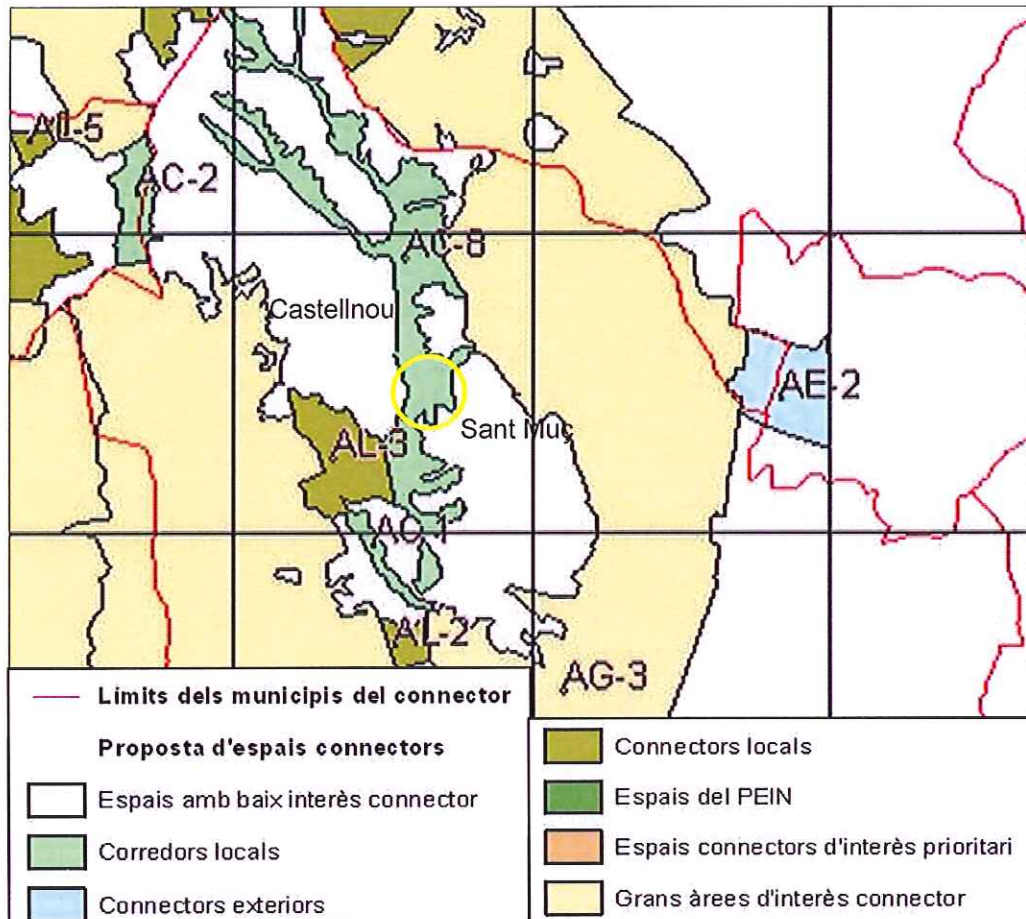 AL-5
AC-2
AC-8
Castellnou
AE-2
AL-3
Sant Muç
AC-1
AL-2
AG-3
Límits dels municipis del connector
Proposta d'espais connectors
Espais amb baix interès connector
Corredors locals
Connectors exteriors
Connectors locals
Espais del PEIN
Espais connectors d'interès prioritari
Grans àrees d'interès connector